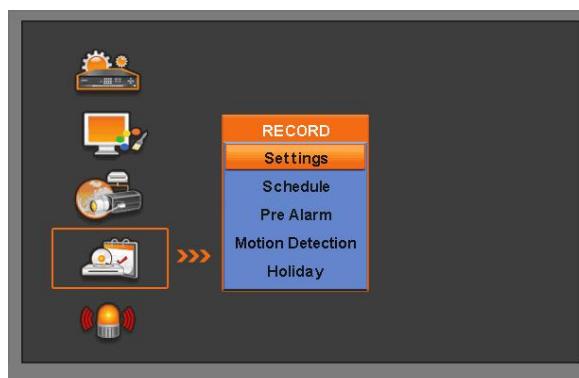 RECORD
Settings
Schedule
Pre Alarm
Motion Detection
Holiday